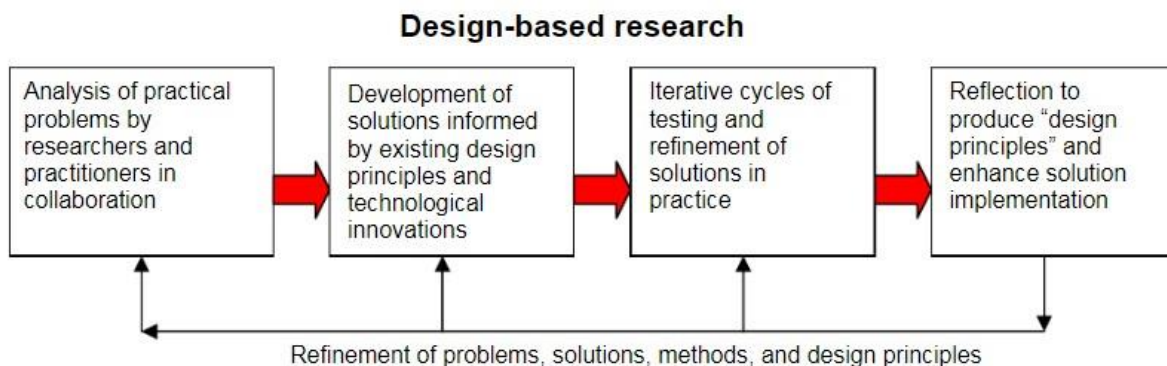 Design-based research
Analysis of practical
problems by
researchers and
practitioners in
collaboration
Development of
solutions informed
by existing design
principles and
technological
innovations
Iterative cycles of
testing and
refinement of
solutions in
practice
Reflection to
produce “design
principles” and
enhance solution
implementation
Refinement of problems, solutions, methods, and design principles